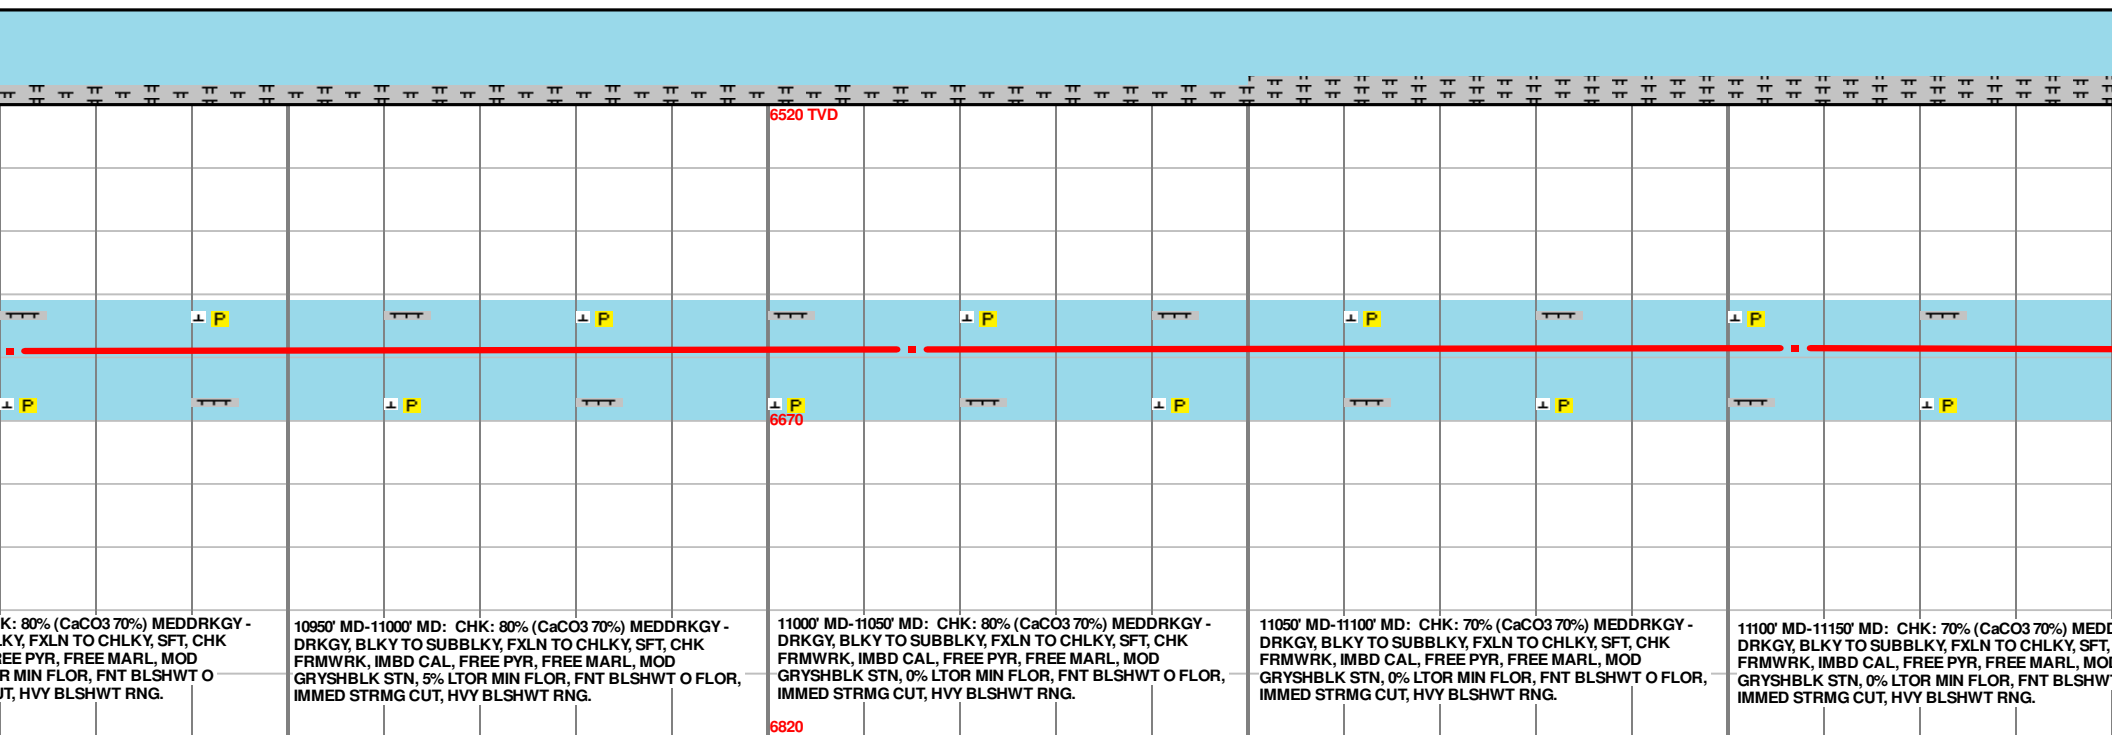 6520 TVD
P
P
P
P
P
P
P
P
P
P
P
6670
K: 80% (CaCO3 70%) MEDDRKGY -
LKY, FXLN TO CHLKY, SFT, CHK
REE PYR, FREE MARL, MOD
R MIN FLOR, FNT BLSHWT O
UT, HVY BLSHWT RNG.
10950' MD-11000' MD: CHK: 80% (CaCO3 70%) MEDDRKGY -
DRKGY, BLKY TO SUBBLKY, FXLN TO CHLKY, SFT, CHK
FRMWRK, IMBD CAL, FREE PYR, FREE MARL, MOD
GRYSHBLK STN, 5% LTOR MIN FLOR, FNT BLSHWT O FLOR,
IMMED STRMG CUT, HVY BLSHWT RNG.
11000' MD-11050' MD: CHK: 80% (CaCO3 70%) MEDDRKGY -
DRKGY, BLKY TO SUBBLKY, FXLN TO CHLKY, SFT, CHK
FRMWRK, IMBD CAL, FREE PYR, FREE MARL, MOD
GRYSHBLK STN, 0% LTOR MIN FLOR, FNT BLSHWT O FLOR,
IMMED STRMG CUT, HVY BLSHWT RNG.
11050' MD-11100' MD: CHK: 70% (CaCO3 70%) MEDDRKGY -
DRKGY, BLKY TO SUBBLKY, FXLN TO CHLKY, SFT, CHK
FRMWRK, IMBD CAL, FREE PYR, FREE MARL, MOD
GRYSHBLK STN, 0% LTOR MIN FLOR, FNT BLSHWT O FLOR,
IMMED STRMG CUT, HVY BLSHWT RNG.
11100' MD-11150' MD: CHK: 70% (CaCO3 70%) MEDD
DRKGY, BLKY TO SUBBLKY, FXLN TO CHLKY, SFT,
FRMWRK, IMBD CAL, FREE PYR, FREE MARL, MOD
GRYSHBLK STN, 0% LTOR MIN FLOR, FNT BLSHWT
IMMED STRMG CUT, HVY BLSHWT RNG.
6820